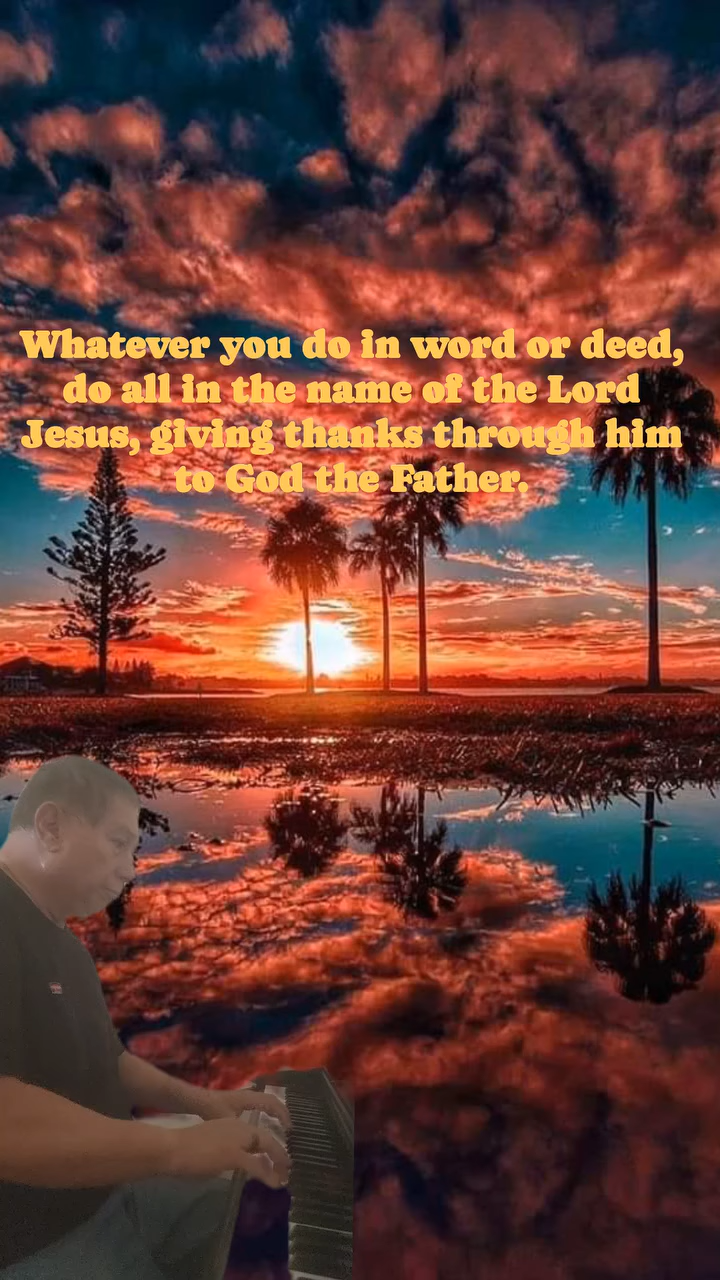 Whatever you do in word or deed,
do all in the name of the Lord
Jesus, giving thanks through him
to God the Father.